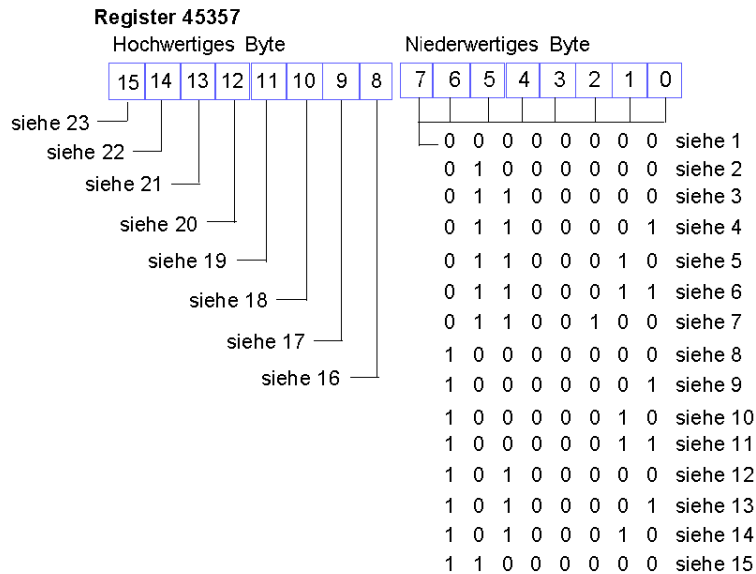 Register 45357
Hochwertiges Byte
Niederwertiges Byte
15 14 13 12 11 10 9 8
7 6 5 4 3 2 1 0
siehe 23
siehe 22
siehe 21
siehe 20
siehe 19
siehe 18
siehe 17
siehe 16
0 0 0 0 0 0 0 0 siehe 1
0 1 0 0 0 0 0 0 siehe 2
0 1 1 0 0 0 0 0 siehe 3
0 1 1 0 0 0 0 1 siehe 4
0 1 1 0 0 0 1 0 siehe 5
0 1 1 0 0 0 1 1 siehe 6
0 1 1 0 0 1 0 0 siehe 7
1 0 0 0 0 0 0 0 siehe 8
1 0 0 0 0 0 0 1 siehe 9
1 0 0 0 0 0 1 0 siehe 10
1 0 0 0 0 0 1 1 siehe 11
1 0 1 0 0 0 0 0 siehe 12
1 0 1 0 0 0 0 1 siehe 13
1 0 1 0 0 0 1 0 siehe 14
1 1 0 0 0 0 0 0 siehe 15